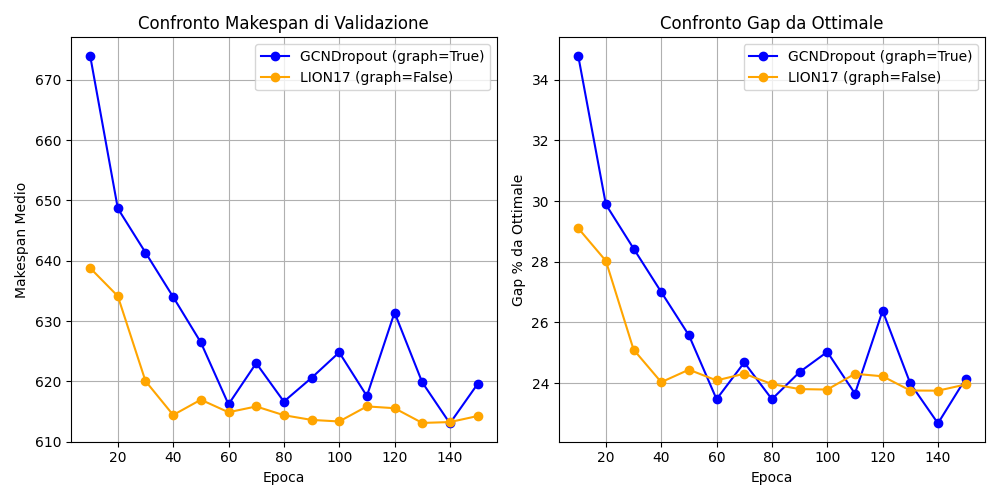 Confronto Makespan di Validazione
GCNDropout (graph=True)
LION17 (graph=False)
Makespan Medio
670
660
650
640
630
620
610
20 40 60 80 100 120 140
Epoca
Confronto Gap da Ottimale
GCNDropout (graph=True)
LION17 (graph=False)
Gap % da Ottimale
34
32
30
28
26
24
20 40 60 80 100 120 140
Epoca